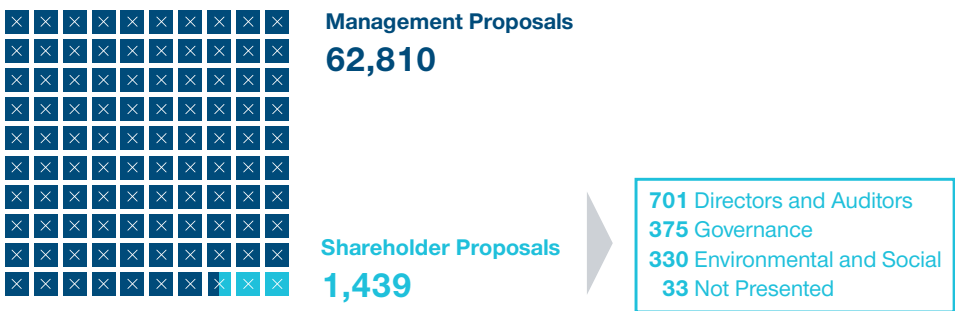 Management Proposals
62,810
Shareholder Proposals
1,439
701 Directors and Auditors
375 Governance
330 Environmental and Social
33 Not Presented